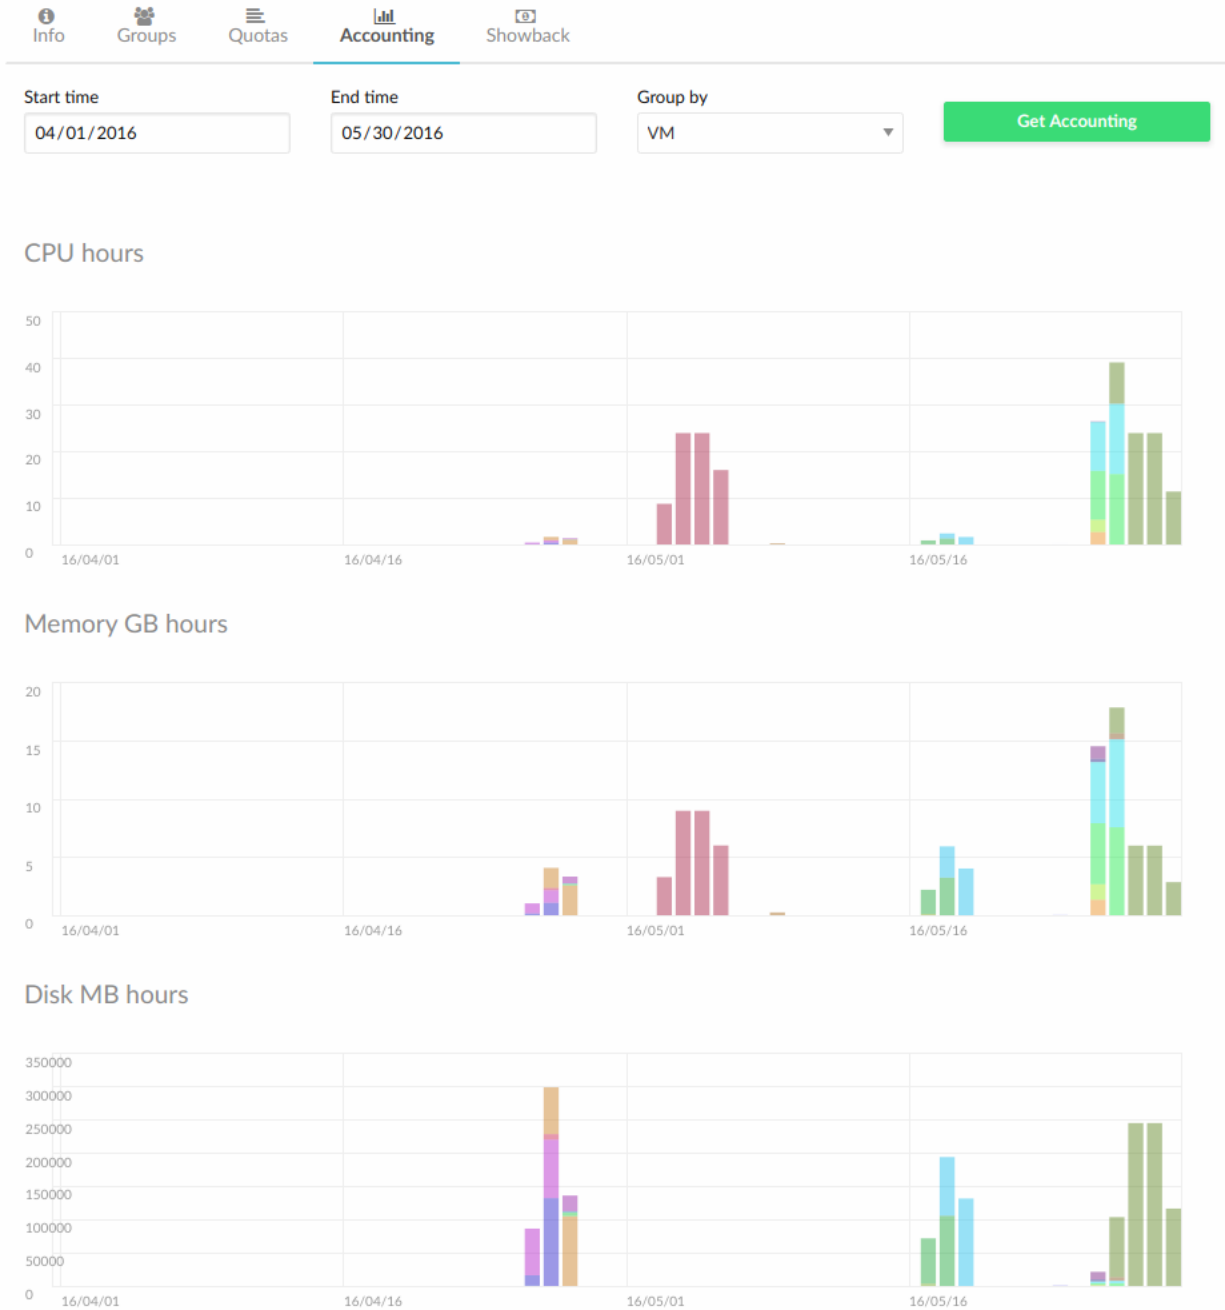 Info Groups Quotas Accounting Showback
Start time End time Group by
04/01/2016 05/30/2016 VM Get Accounting
CPU hours
50
40
30
20
10
0
16/04/01 16/04/16 16/05/01 16/05/16
Memory GB hours
20
15
10
5
0
16/04/01 16/04/16 16/05/01 16/05/16
Disk MB hours
350000
300000
250000
200000
150000
100000
50000
0
16/04/01 16/04/16 16/05/01 16/05/16